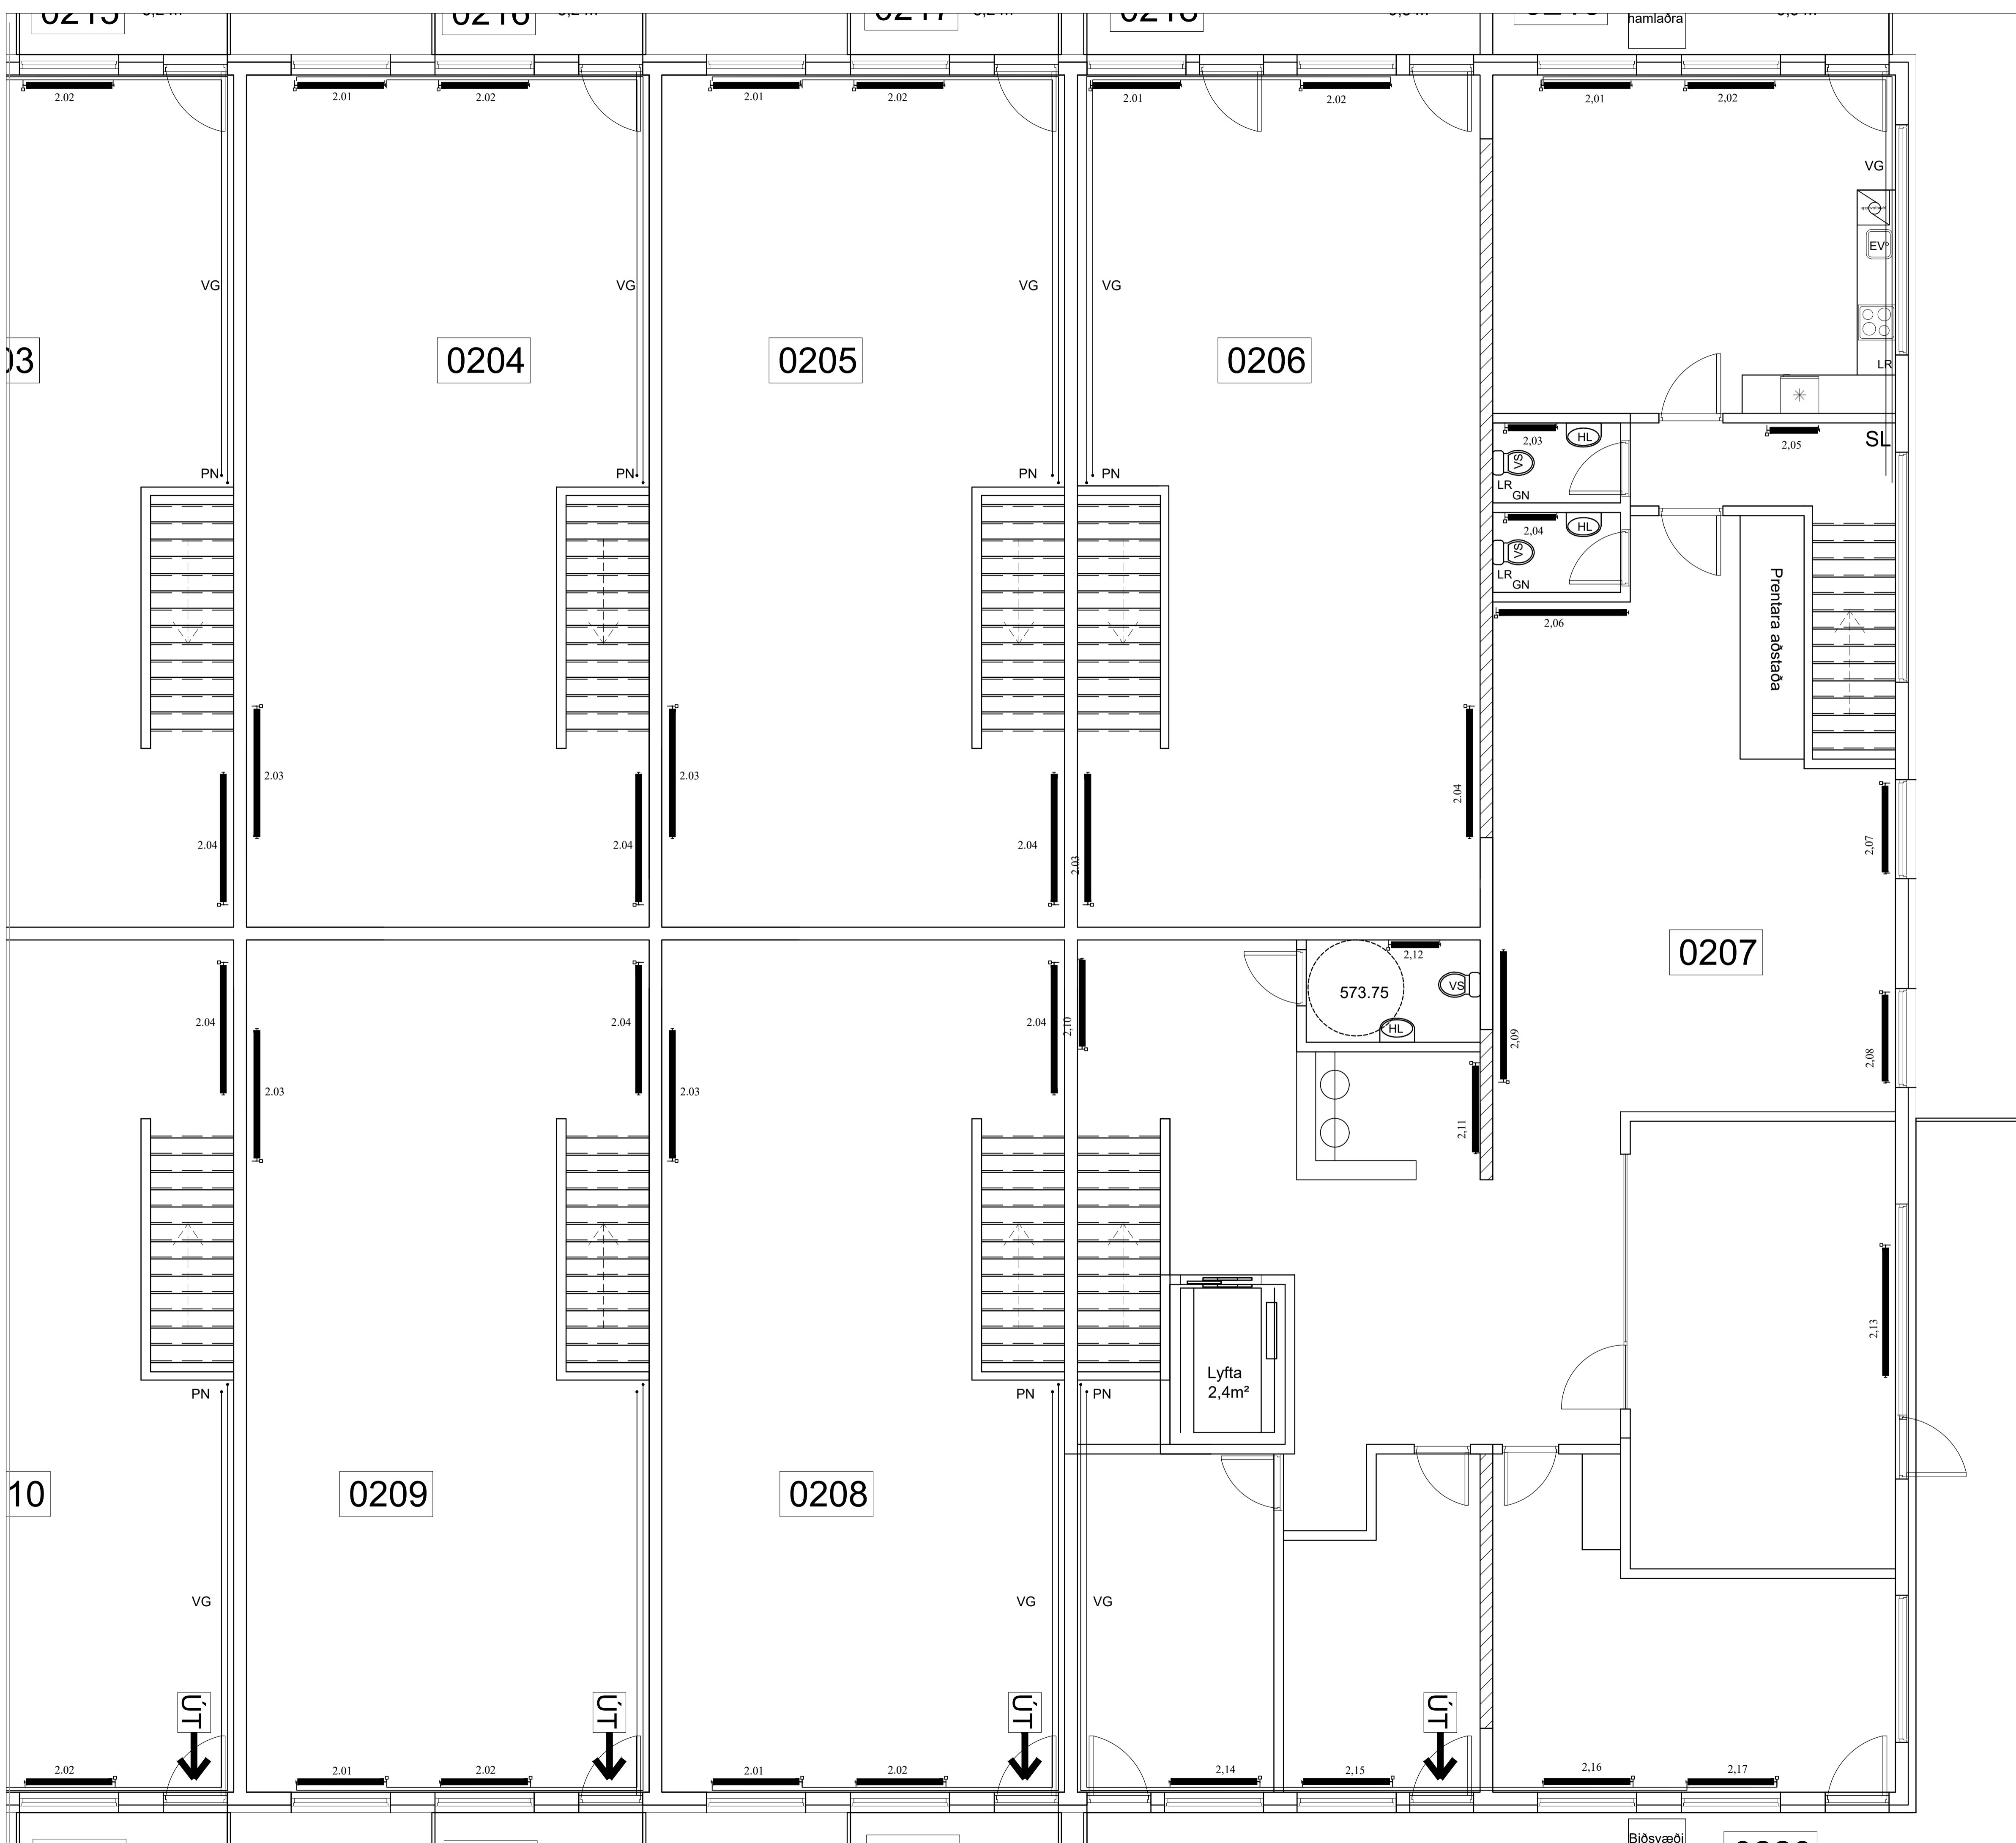 hamlaðra
2.02
2.01
2.02
2.01
2.02
2.01
2.02
2,01
2,02
VG
EV
VG
VG
VG
VG
03
0204
0205
0206
LR
2,03
HL
2,05
SL
VS
LR
GN
PN
PN
PN
PN
2,04
HL
VS
LR
GN
Prentara aðstaða
2,06
2.03
2.03
2.04
2.04
2.04
2.04
2.03
2,07
0207
2,12
573.75
VS
HL
2.04
2.04
2.04
2,10
2,09
2,08
2.03
2.03
2,11
2,13
Lyfta
2,4m²
PN
PN
PN
10
0209
0208
VG
VG
VG
ÚT
ÚT
ÚT
ÚT
2.02
2.01
2.02
2.01
2.02
2,14
2,15
2,16
2,17
Biðsvæði